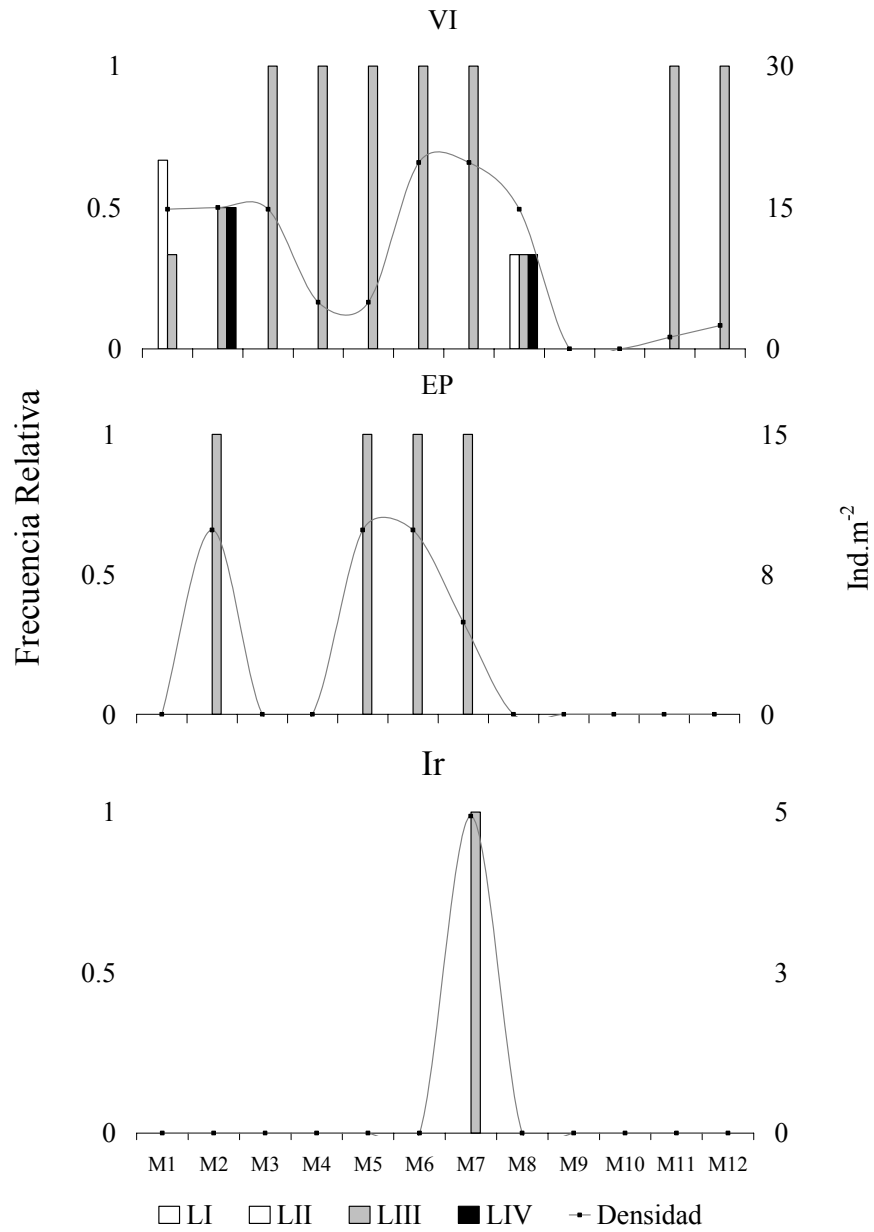 VI
1
30
0.5
15
0
0
EP
Frecuencia Relativa
Ind.m-2
1
15
0.5
8
0
0
Ir
1
5
0.5
3
0
0
M1 M2 M3 M4 M5 M6 M7 M8 M9 M10 M11 M12
LI LII LIII LIV Densidad